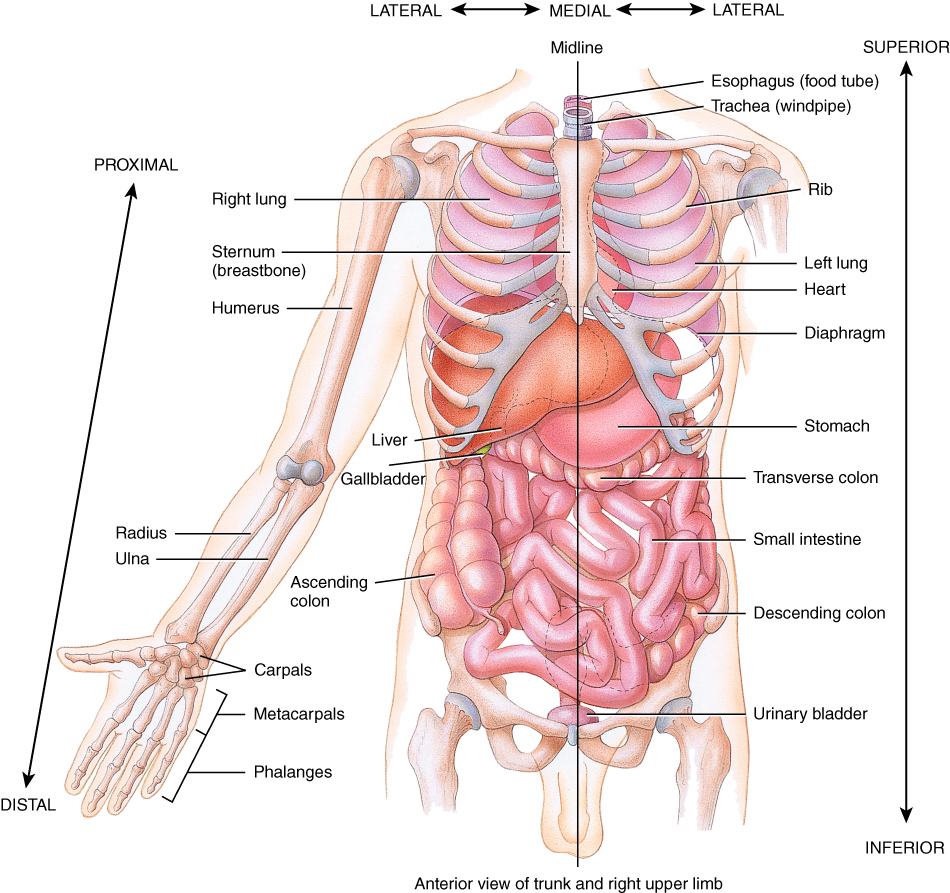 LATERAL MEDIAL LATERAL
Midline
SUPERIOR
Esophagus (food tube)
Trachea (windpipe)
PROXIMAL
Rib
Right lung
Sternum
(breastbone)
Left lung
Heart
Humerus
Diaphragm
Stomach
Liver
Gallbladder
Transverse colon
Radius
Ulna
Small intestine
Ascending
colon
Descending colon
Carpals
Metacarpals
Urinary bladder
Phalanges
DISTAL
INFERIOR
Anterior view of trunk and right upper limb